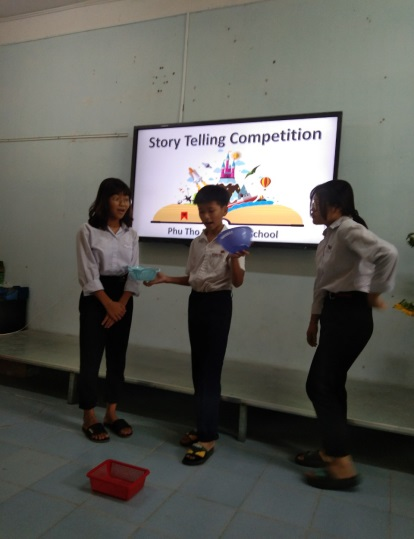 Story Telling Competition
Phu Tho School